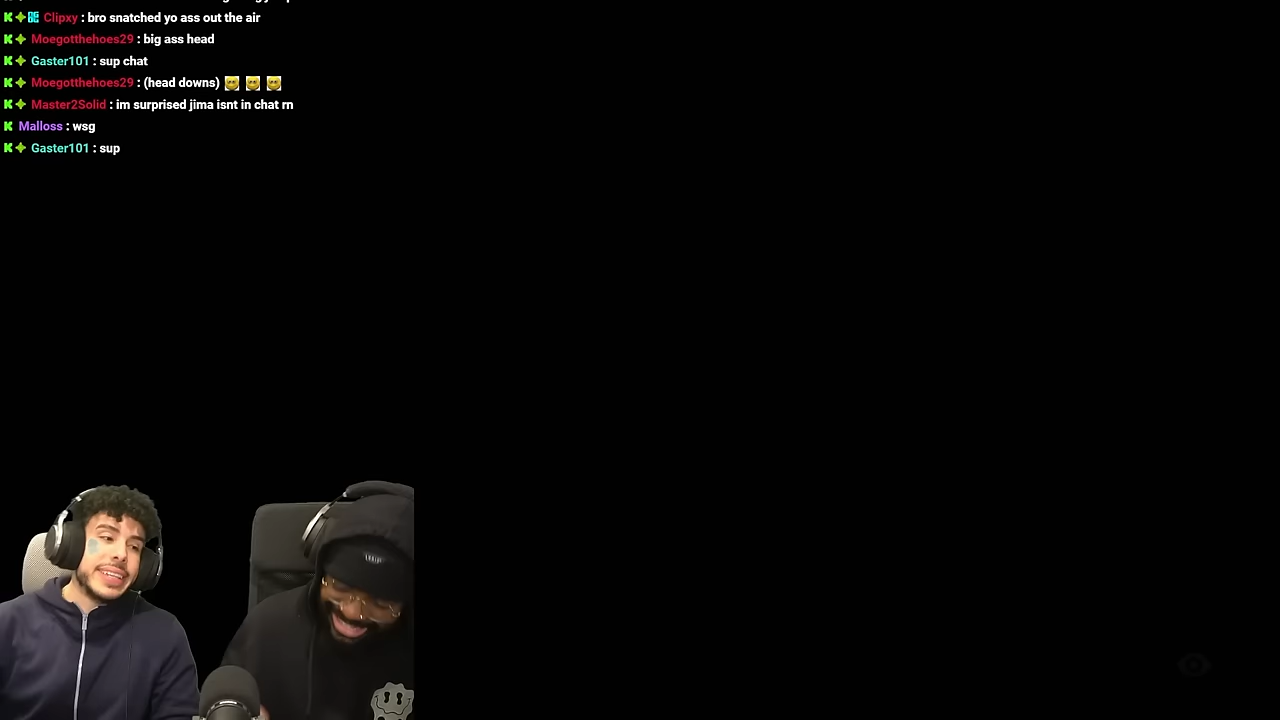 Clipxy : bro snatched yo ass out the air
Moegotthehoes29 : big ass head
Gaster101 : sup chat
Moegotthehoes29 : (head downs)
Master2Solid : im surprised jima isnt in chat rn
Malloss : wsg
Gaster101 : sup